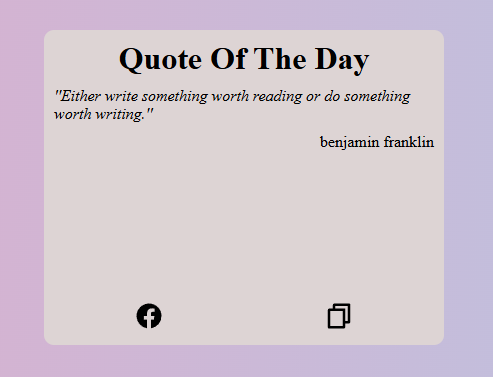 Quote Of The Day
"Either write something worth reading or do something
worth writing."
benjamin franklin